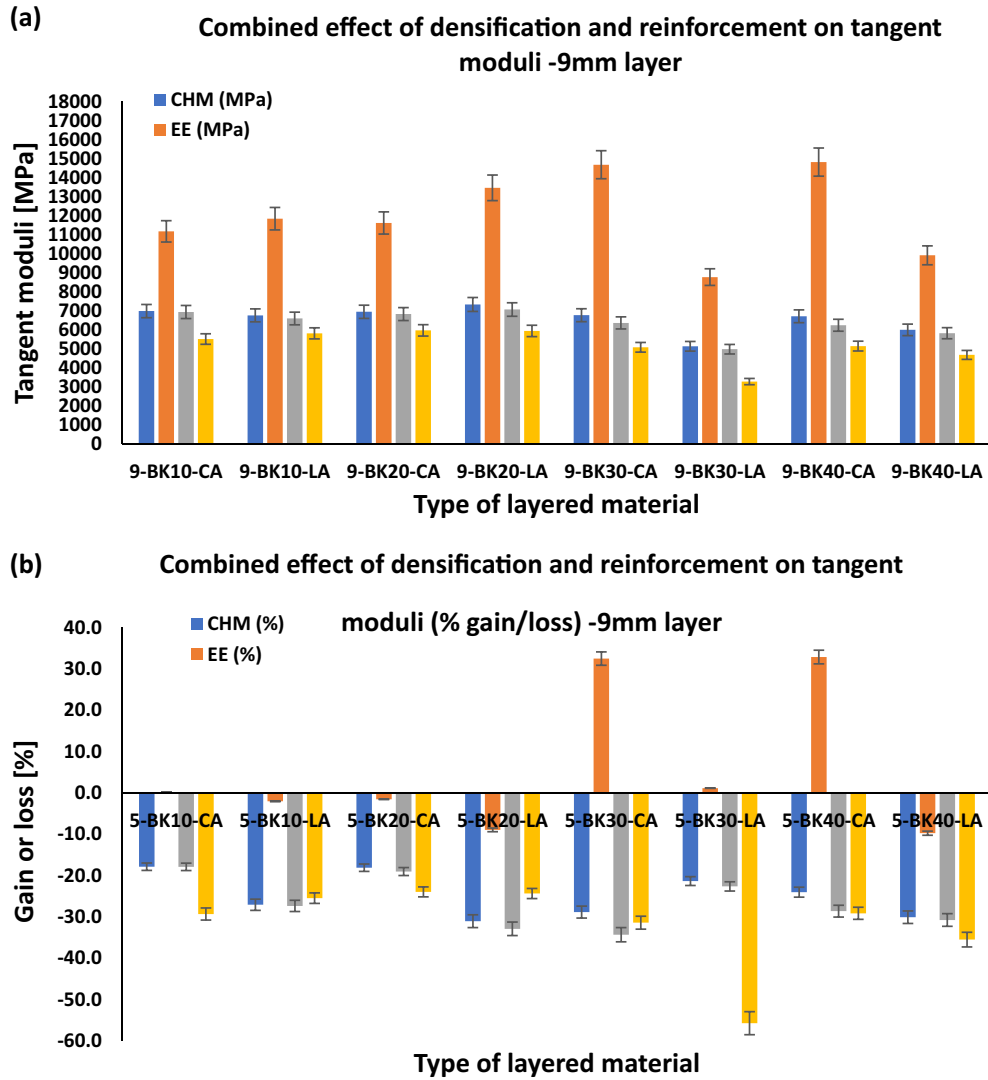 (a)
Combined effect of densification and reinforcement on tangent
moduli -9mm layer
CHM (MPa)
EE (MPa)
Tangent moduli [MPa]
18000
17000
16000
15000
14000
13000
12000
11000
10000
9000
8000
7000
6000
5000
4000
3000
2000
1000
0
9-BK10-CA 9-BK10-LA 9-BK20-CA 9-BK20-LA 9-BK30-CA 9-BK30-LA 9-BK40-CA 9-BK40-LA
Type of layered material
(b)
Combined effect of densification and reinforcement on tangent
moduli (% gain/loss) -9mm layer
CHM (%)
EE (%)
Gain or loss [%]
40.0
30.0
20.0
10.0
0.0
-10.0
-20.0
-30.0
-40.0
-50.0
-60.0
5-BK10-CA 5-BK10-LA 5-BK20-CA 5-BK20-LA 5-BK30-CA 5-BK30-LA 5-BK40-CA 5-BK40-LA
Type of layered material